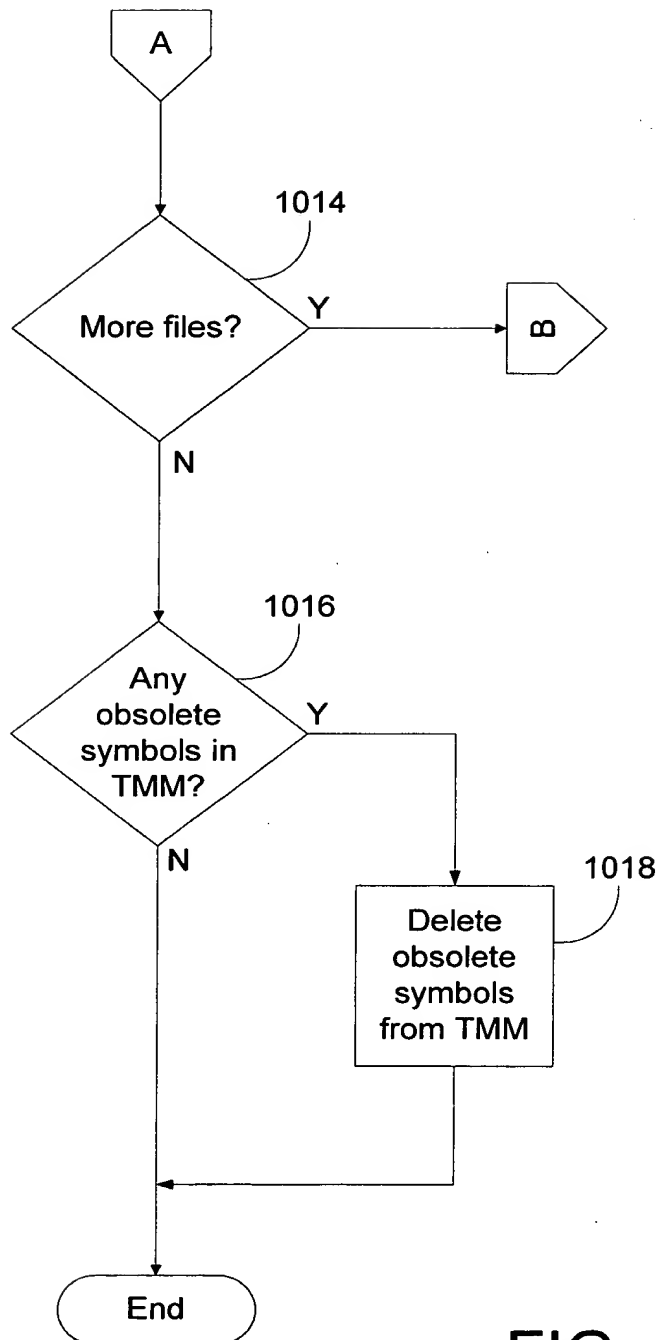 A
1014
More files?
Y
B
N
1016
Any
obsolete
symbols in
TMM?
Y
N
1018
Delete
obsolete
symbols
from TMM
End
FIG